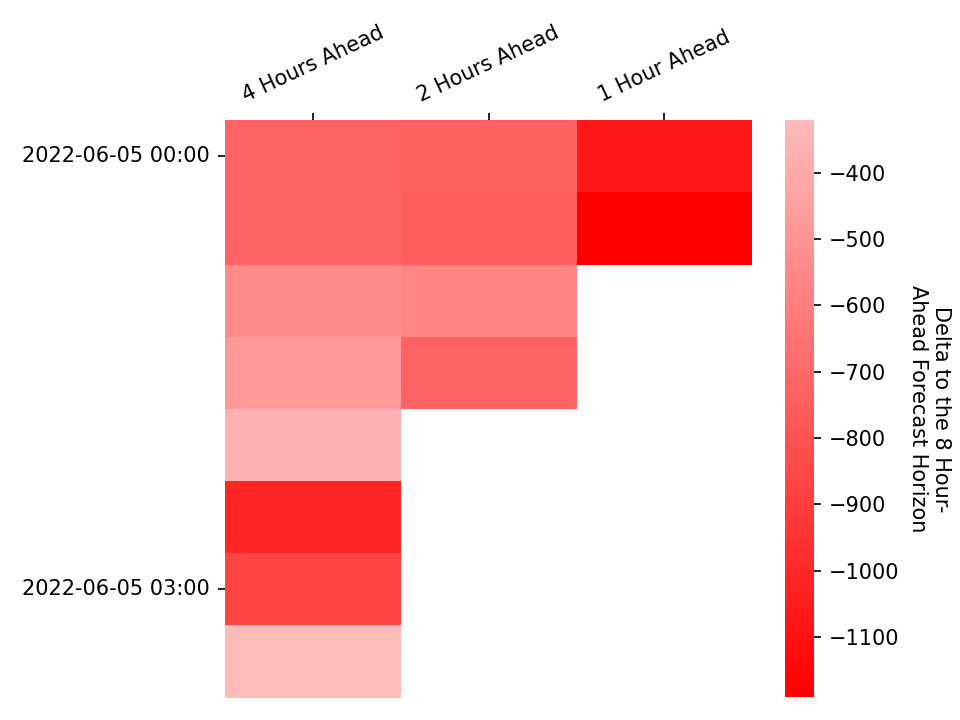 4 Hours Ahead
2 Hours Ahead
1 Hour Ahead
2022-06-05 00:00
2022-06-05 03:00
−400
−500
−600
−700
−800
−900
−1000
−1100
Delta to the 8 Hour-
Ahead Forecast Horizon